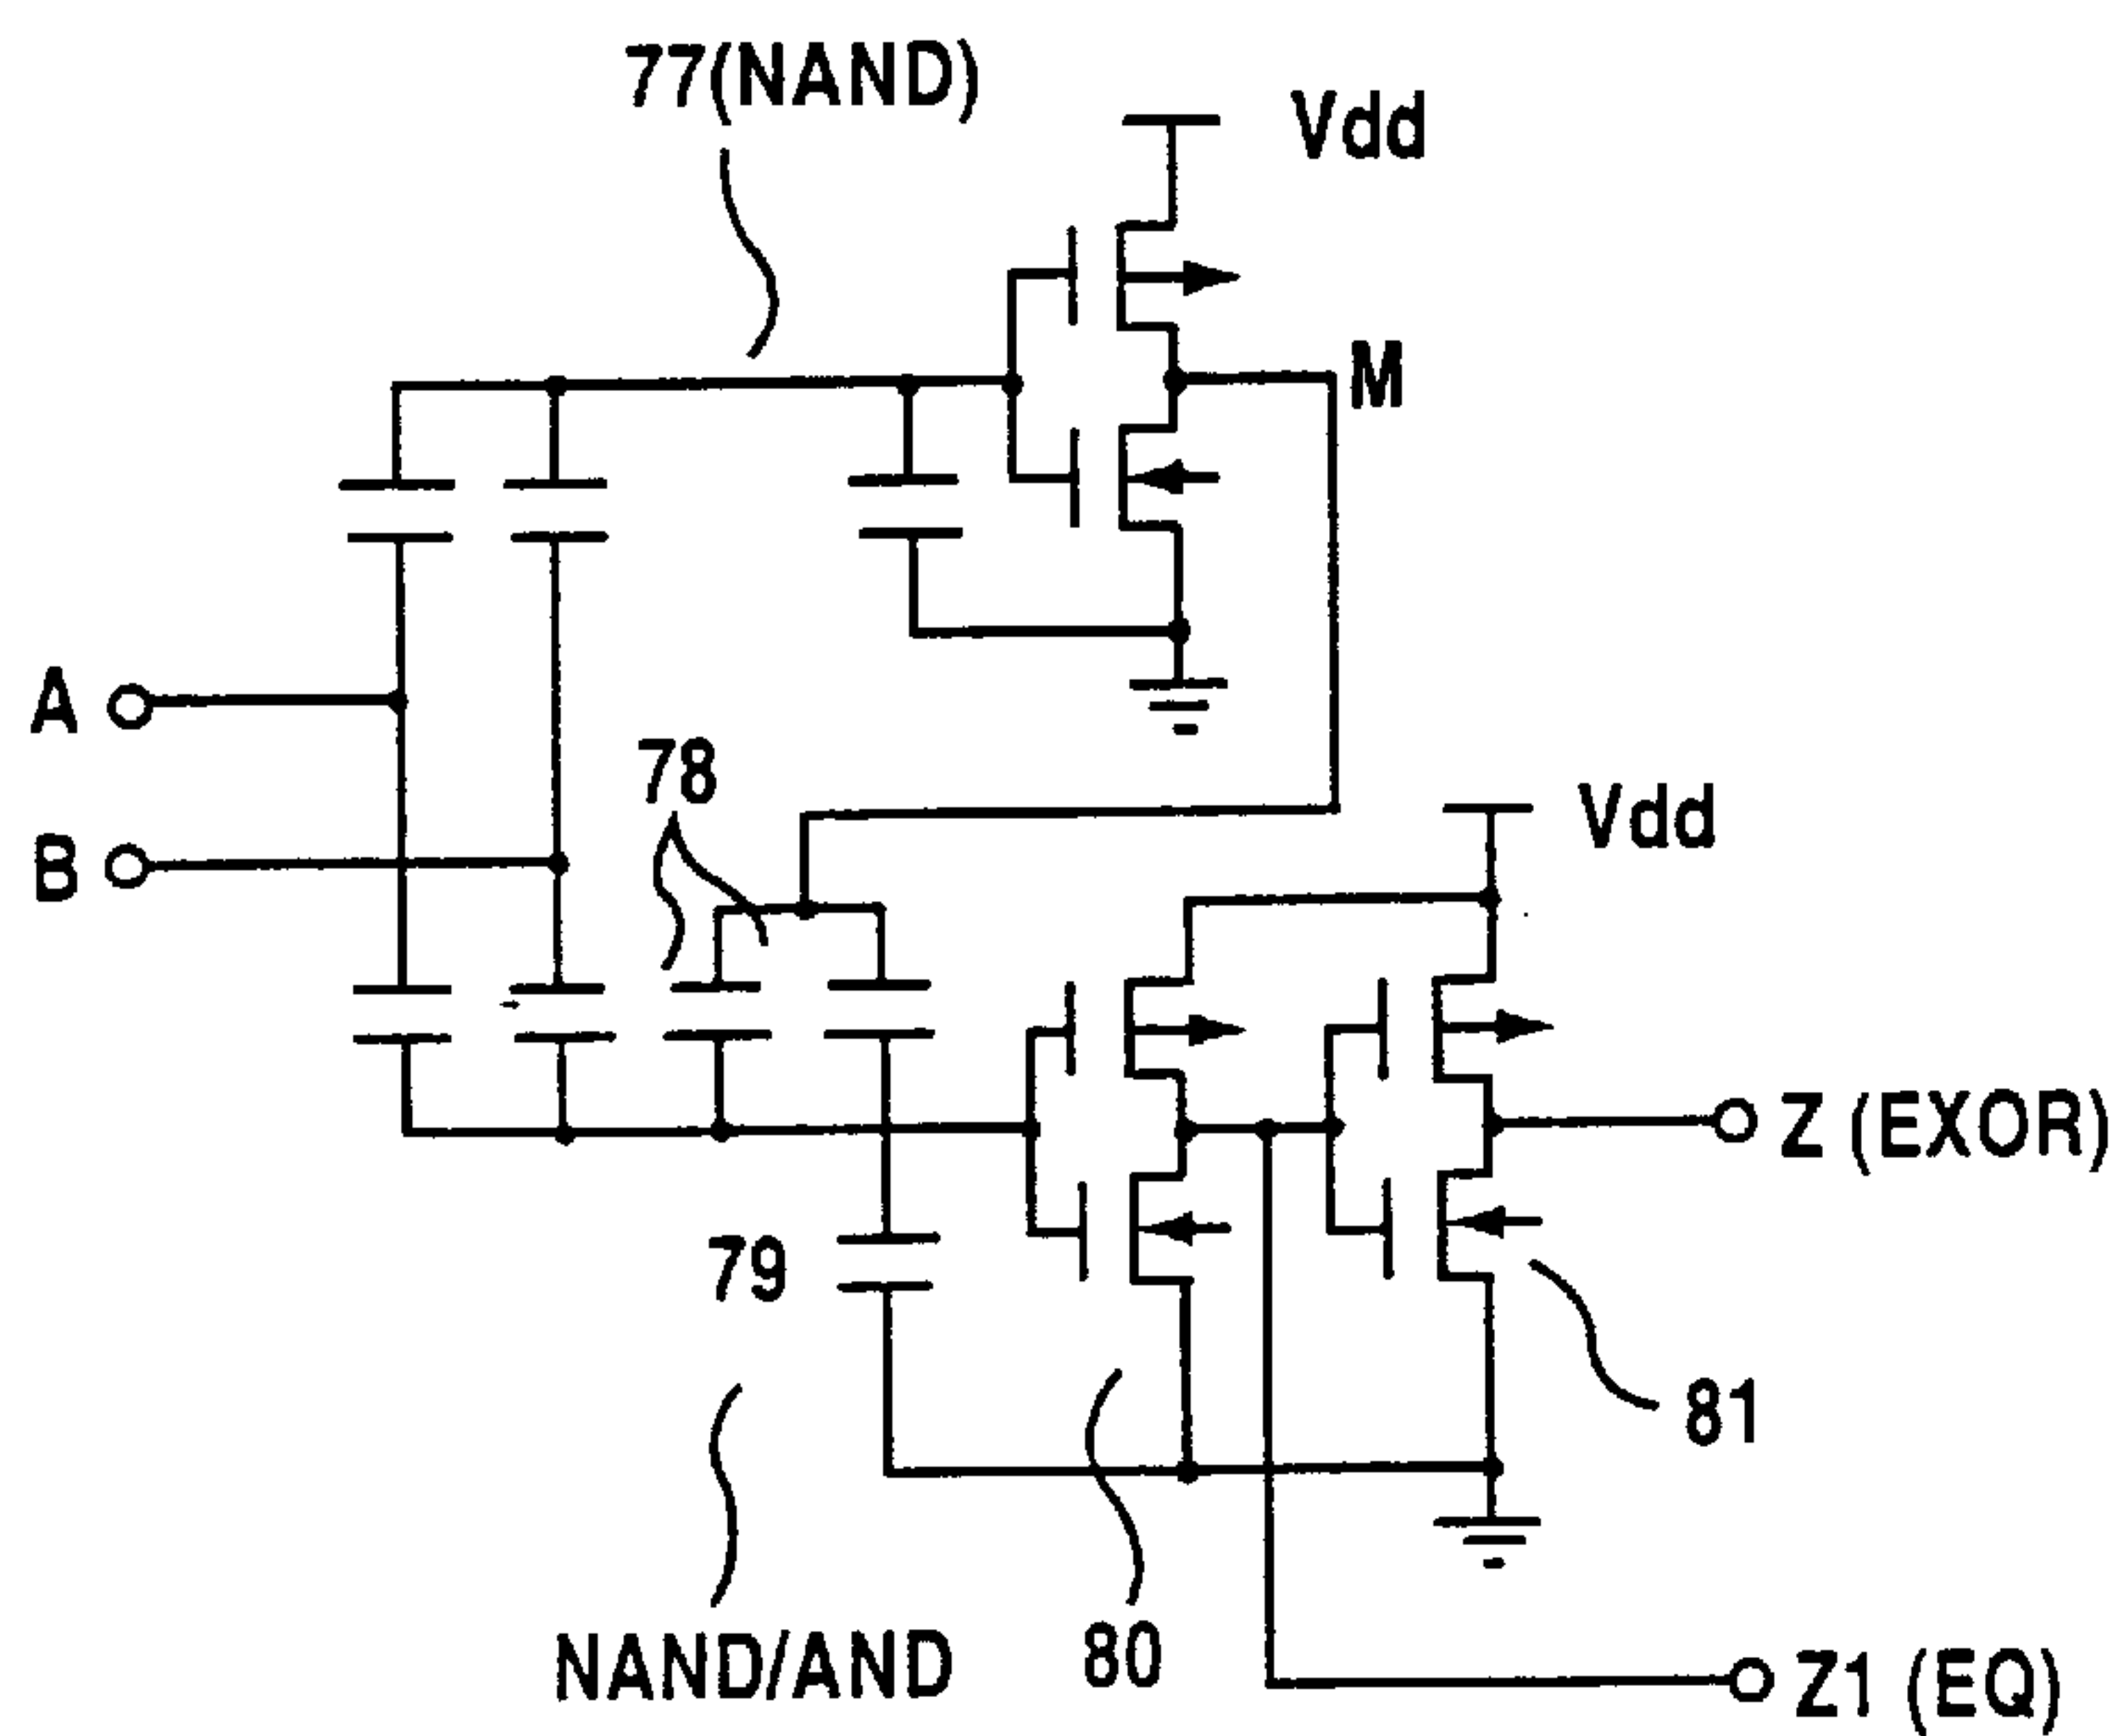 77(NAND)
Vdd
M
A
78
Vdd
B
Z (EXOR)
79
81
NAND/AND
80
Z1 (EQ)